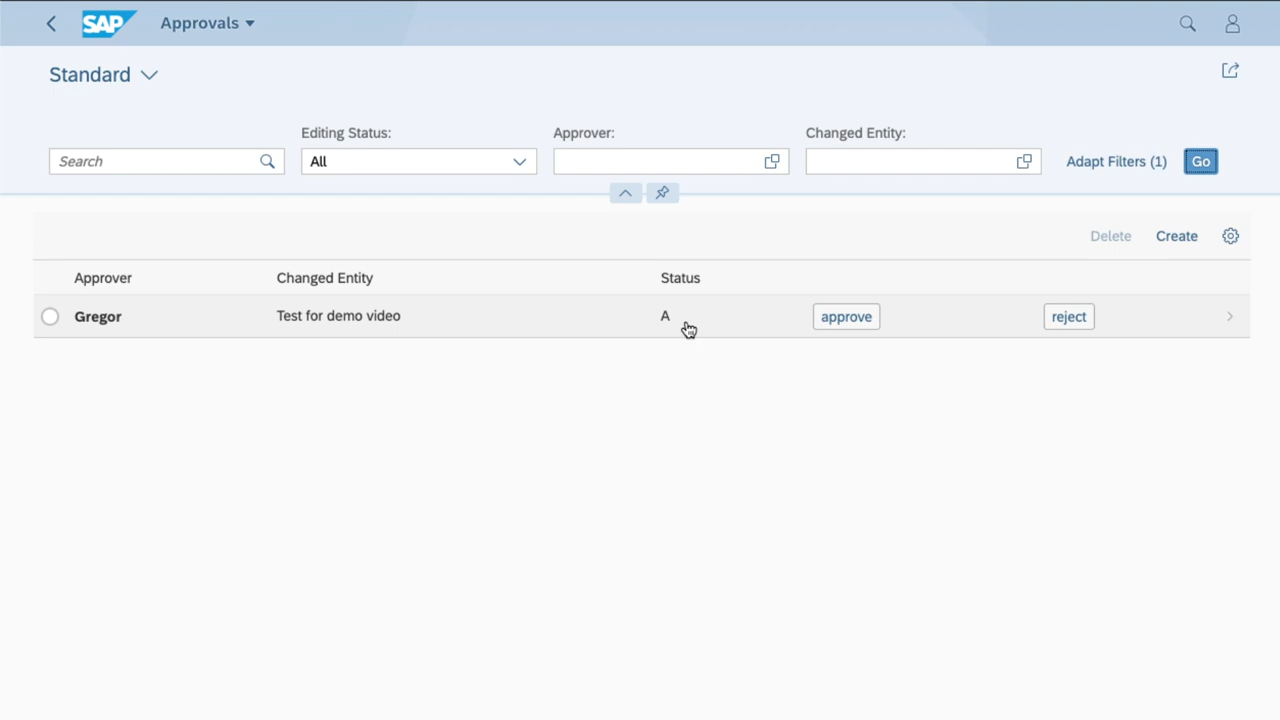 SAP Approvals
Standard
Editing Status: Approver: Changed Entity:
Search All Adapt Filters (1) Go
Delete Create
Approver Changed Entity Status
Gregor Test for demo video A approve reject